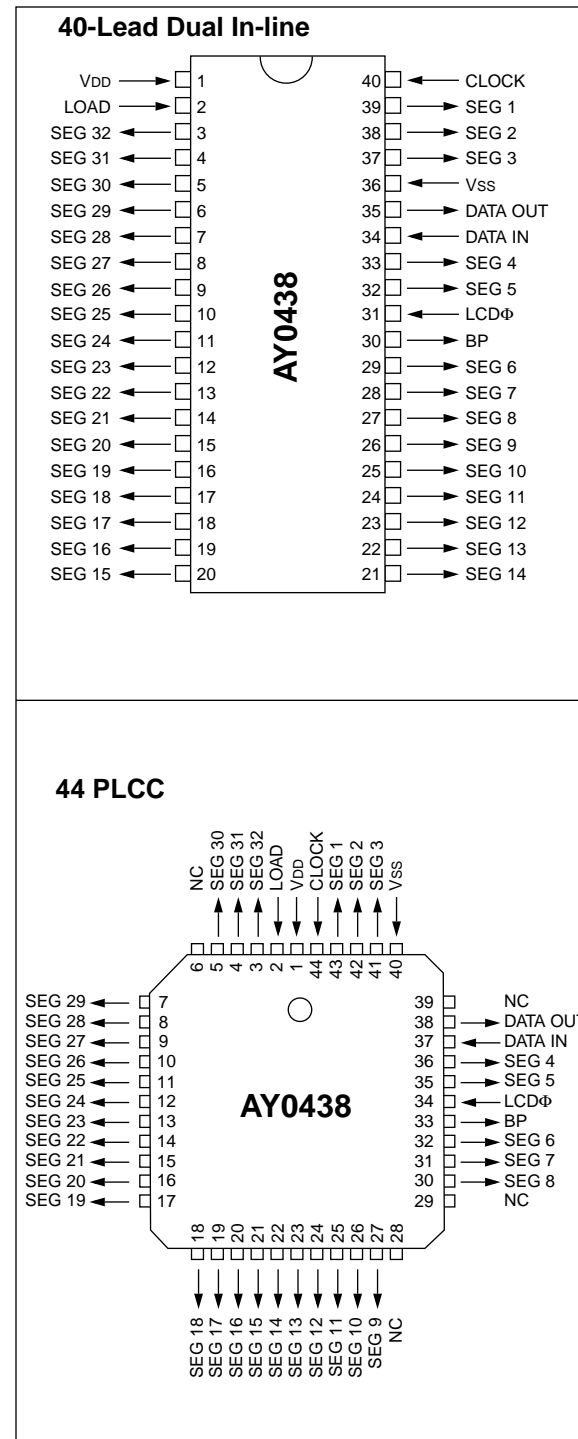 40-Lead Dual In-line
VDD 1 40 CLOCK
LOAD 2 39 SEG 1
SEG 32 3 38 SEG 2
SEG 31 4 37 SEG 3
SEG 30 5 36 VSS
SEG 29 6 35 DATA OUT
SEG 28 7 34 DATA IN
SEG 27 8 33 SEG 4
SEG 26 9 32 SEG 5
SEG 25 10 31 LCDΦ
SEG 24 11 30 BP
SEG 23 12 29 SEG 6
SEG 22 13 28 SEG 7
SEG 21 14 27 SEG 8
SEG 20 15 26 SEG 9
SEG 19 16 25 SEG 10
SEG 18 17 24 SEG 11
SEG 17 18 23 SEG 12
SEG 16 19 22 SEG 13
SEG 15 20 21 SEG 14
AY0438
44 PLCC
NC SEG 30 SEG 31 SEG 32 LOAD VDD CLOCK SEG 1 SEG 2 SEG 3 VSS
6 5 4 3 2 1 44 43 42 41 40
SEG 29 7 39 NC
SEG 28 8 38 DATA OUT
SEG 27 9 37 DATA IN
SEG 26 10 36 SEG 4
SEG 25 11 35 SEG 5
SEG 24 12 34 LCDΦ
SEG 23 13 33 BP
SEG 22 14 32 SEG 6
SEG 21 15 31 SEG 7
SEG 20 16 30 SEG 8
SEG 19 17 29 NC
AY0438
18 19 20 21 22 23 24 25 26 27 28
SEG 18 SEG 17 SEG 16 SEG 15 SEG 14 SEG 13 SEG 12 SEG 11 SEG 10 SEG 9 NC